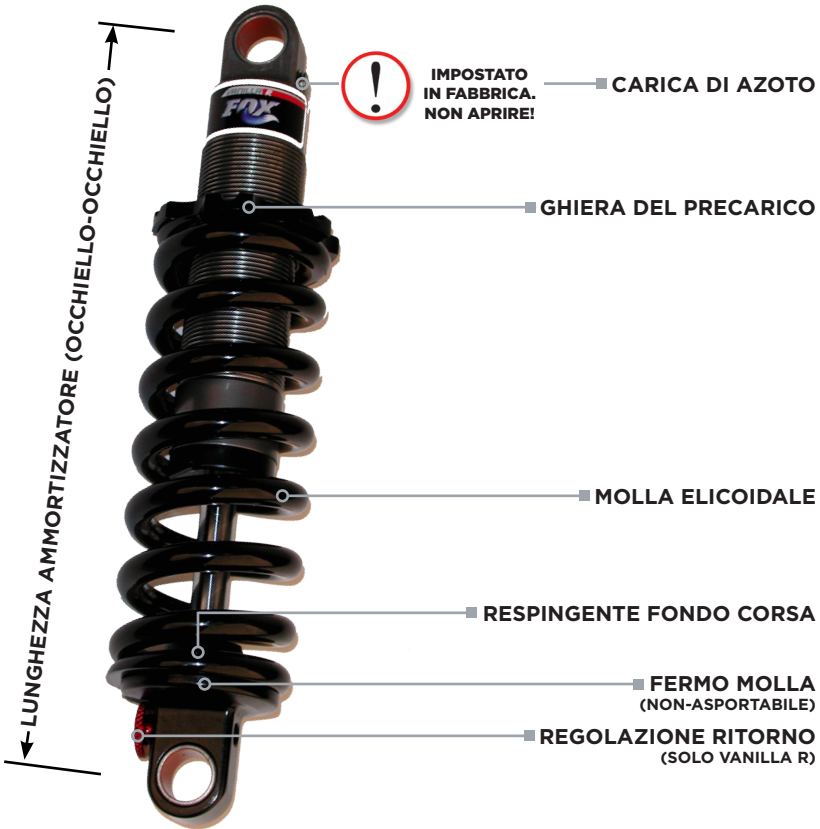 IMPOSTATO
IN FABBRICA.
NON APRIRE!
CARICA DI AZOTO
FOX
GHIERA DEL PRECARICO
LUNGHEZZA AMMORTIZZATORE (OCCHIELLO-OCCHIELLO)
MOLLA ELICOIDALE
RESPINGENTE FONDO CORSA
FERMO MOLLA
(NON-ASPORTABILE)
REGOLAZIONE RITORNO
(SOLO VANILLA R)